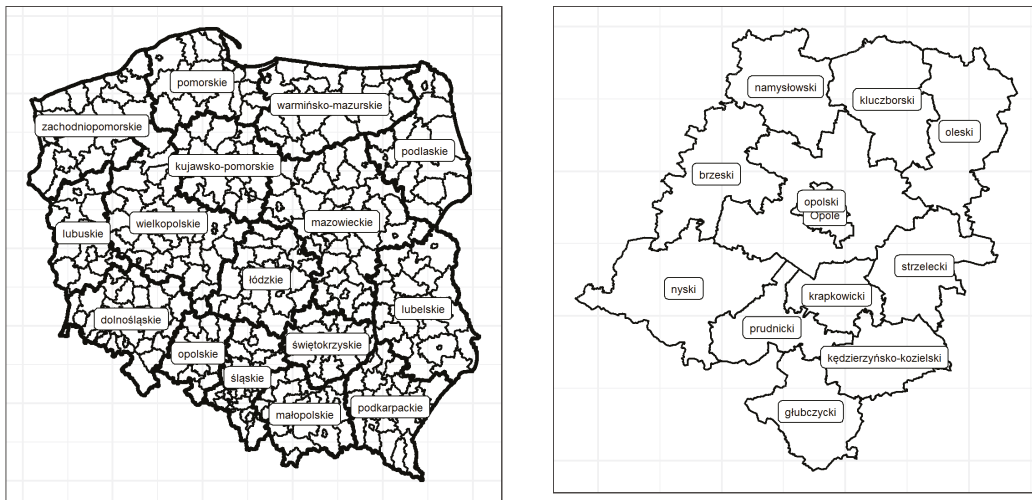 pomorskie
warmińsko-mazurskie
zachodniopomorskie
podlaskie
kujawsko-pomorskie
wielkopolskie
mazowieckie
lubuskie
łódzkie
lubelskie
dolnośląskie
świętokrzyskie
opolskie
śląskie
podkarpackie
małopolskie
namysłowski
kluczborski
oleski
brzeski
opolski
Opole
strzelecki
nyski
krapkowicki
prudnicki
kędzierzyńsko-kozielski
głubczycki